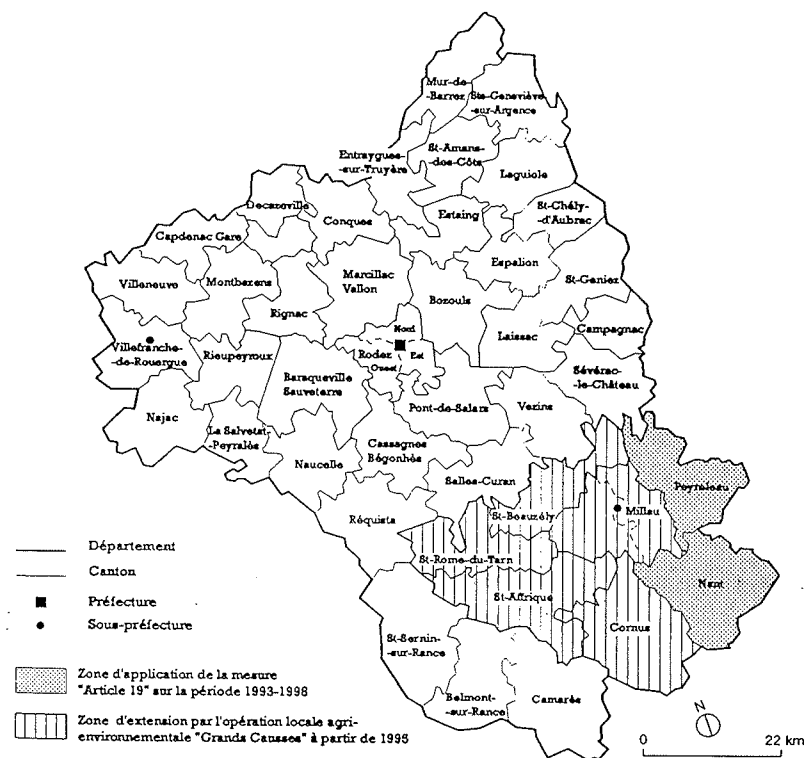 Mur-de-
-Barrez
Ste-Geneviève
-sur-Argence
St-Amans
-des-Côts
Entraygues-
-sur-Truyère
Laguiole
St-Chély-
-d'Aubrac
Estaing
Decazeville
Conques
Capdenac Gare
Espalion
St-Geniez
Villeneuve
Montbazens
Marcillac
Vallon
Bozouls
Rignac
Nord
Laissac
Campagnac
Villefranche-
-de-Rouergue
Rieupeyroux
Rodez
Est
Ouest
Sévérac
-le-Château
Baraqueville
Sauveterre
Najac
Pont-de-Salars
Vezins
La Salvetat-
-Peyralès
Cassagnes
Bégonhès
Naucelle
Salles-Curan
Peyreleau
Réquista
St-Beauzély
Millau
St-Rome-du-Tarn
Nant
St-Affrique
Cornus
St-Sernin
-sur-Rance
Belmont-
-sur-Rance
Camarès
Département
Canton
Préfecture
Sous-préfecture
Zone d'application de la mesure
"Article 19" sur la période 1993-1998
Zone d'extension par l'opération locale agri-
environnementale "Grands Causses" à partir de 1998
N
0 22 km